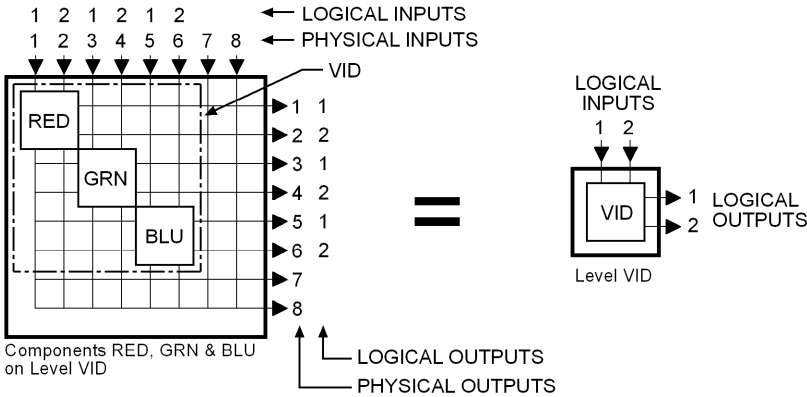 1 2 1 2 1 2 LOGICAL INPUTS
1 2 3 4 5 6 7 8 PHYSICAL INPUTS
VID
LOGICAL
INPUTS
1 2
RED
GRN
BLU
1 1
2 2
3 1
4 2
5 1
6 2
7
8
=
VID
1
2
LOGICAL
OUTPUTS
Level VID
Components RED, GRN & BLU
on Level VID
LOGICAL OUTPUTS
PHYSICAL OUTPUTS